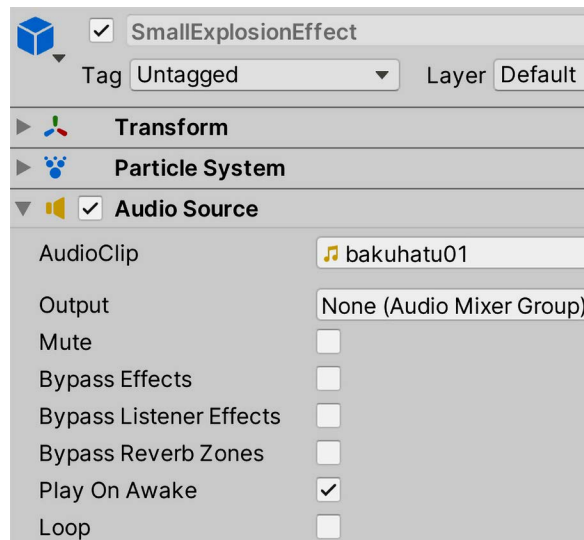 SmallExplosionEffect
Tag Untagged Layer Default
Transform
Particle System
Audio Source
AudioClip bakuhatu01
Output None (Audio Mixer Group)
Mute
Bypass Effects
Bypass Listener Effects
Bypass Reverb Zones
Play On Awake
Loop